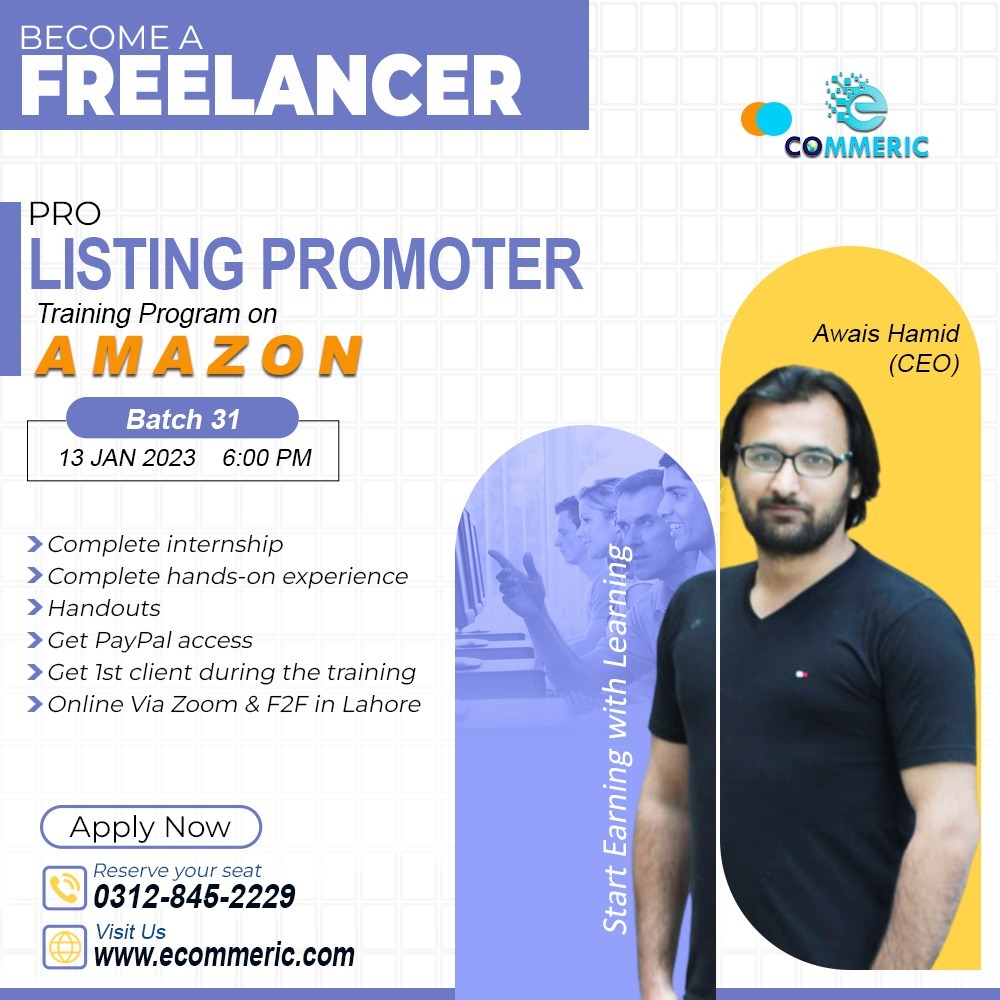 BECOME A
FREELANCER
e
COMMERIC
PRO
LISTING PROMOTER
Training Program on
AMAZON
Batch 31
13 JAN 2023 6:00 PM
Awais Hamid
(CEO)
Complete internship
Complete hands-on experience
Handouts
Get PayPal access
Get 1st client during the training
Online Via Zoom & F2F in Lahore
Start Earning with Learning
Apply Now
Reserve your seat
0312-845-2229
Visit Us
www.ecommeric.com